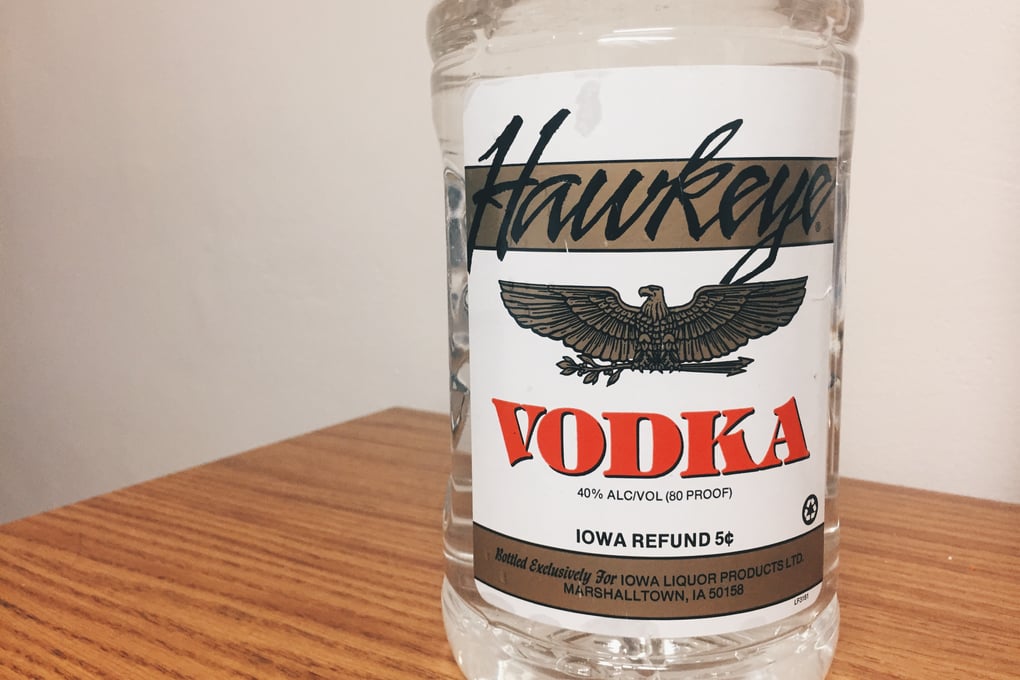 Hawkeye®
VODKA
40% ALC/VOL (80 PROOF)
IOWA REFUND 5¢
Bottled Exclusively For IOWA LIQUOR PRODUCTS LTD.
MARSHALLTOWN, IA 50158
LF3151